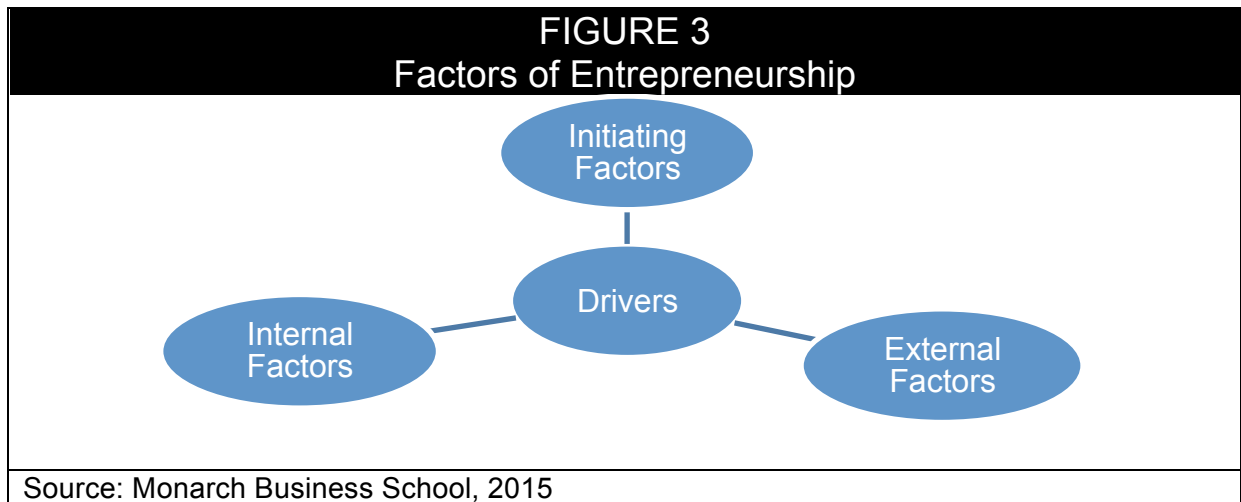 FIGURE 3
Factors of Entrepreneurship
Initiating
Factors
Drivers
Internal
Factors
External
Factors
Source: Monarch Business School, 2015